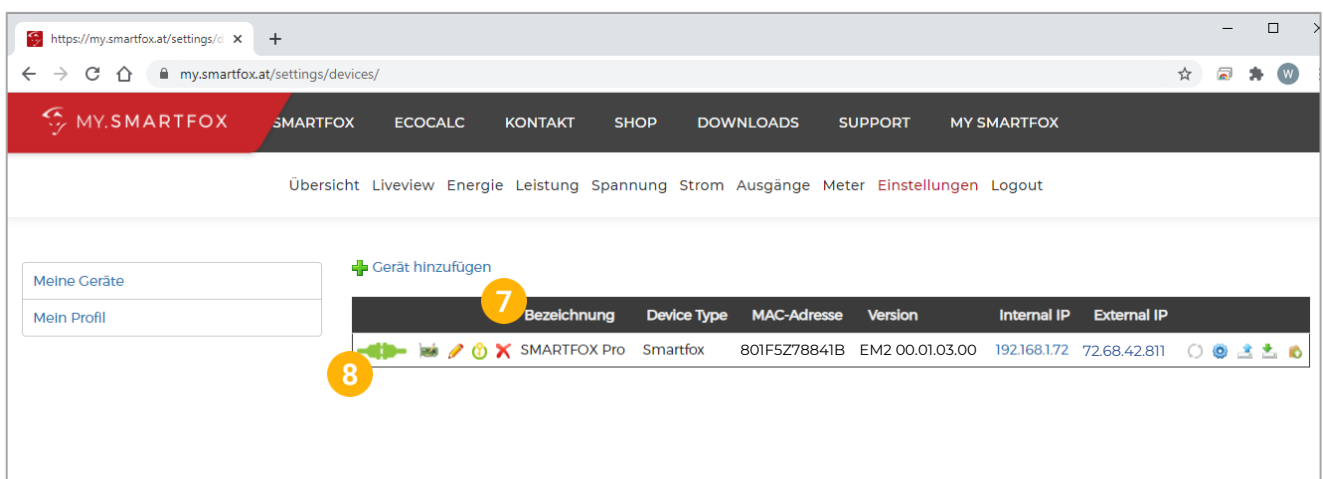 https://my.smartfox.at/settings/d
my.smartfox.at/settings/devices/
W
MY.SMARTFOX
SMARTFOX ECOCALC KONTAKT SHOP DOWNLOADS SUPPORT MY SMARTFOX
Übersicht Liveview Energie Leistung Spannung Strom Ausgänge Meter Einstellungen Logout
Meine Geräte
Mein Profil
Gerät hinzufügen
7
Bezeichnung Device Type MAC-Adresse Version Internal IP External IP
SMARTFOX Pro Smartfox 801F5Z78841B EM2 00.01.03.00 192.168.1.72 72.68.42.811
8